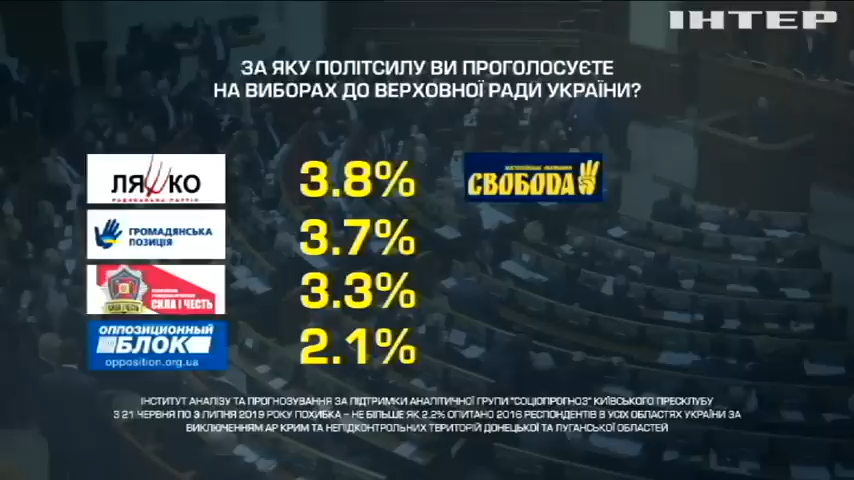 ІНТЕР
ЗА ЯКУ ПОЛІТСИЛУ ВИ ПРОГОЛОСУЄТЕ
НА ВИБОРАХ ДО ВЕРХОВНОЇ РАДИ УКРАЇНИ?
ЛЯШКО
РАДИКАЛЬНА ПАРТІЯ
3.8%
СВОБОДА
ГРОМАДЯНСЬКА
ПОЗИЦІЯ
3.7%
СИЛА І ЧЕСТЬ
3.3%
ОППОЗИЦИОННЫЙ
БЛОК
opposition.org.ua
2.1%
ІНСТИТУТ АНАЛІЗУ ТА ПРОГНОЗУВАННЯ ЗА ПІДТРИМКИ АНАЛІТИЧНОЇ ГРУПИ "СОЦІОПРОГНОЗ" КИЇВСЬКОГО ПРЕСКЛУБУ
З 21 ЧЕРВНЯ ПО 3 ЛИПНЯ 2019 РОКУ ПОХИБКА – НЕ БІЛЬШЕ ЯК 2.2% ОПИТАНО 2016 РЕСПОНДЕНТІВ В УСІХ ОБЛАСТЯХ УКРАЇНИ ЗА
ВИКЛЮЧЕННЯМ АР КРИМ ТА НЕПІДКОНТРОЛЬНИХ ТЕРИТОРІЙ ДОНЕЦЬКОЇ ТА ЛУГАНСЬКОЇ ОБЛАСТЕЙ